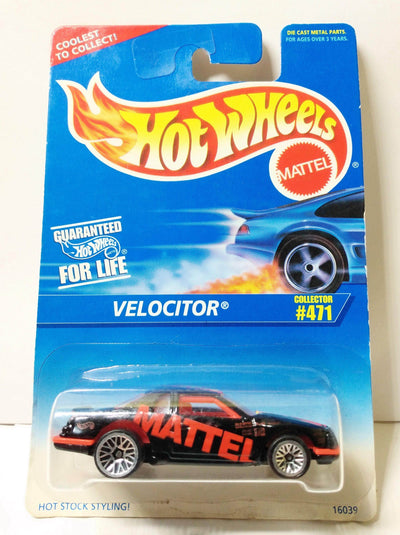 COOLEST
TO COLLECT!
DIE CAST METAL PARTS.
FOR AGES OVER 3 YEARS.
HOT WHEELS
MATTEL ®
GUARANTEED
Hot Wheels
FOR LIFE
VELOCITOR®
COLLECTOR
#471
MATTEL
HOT STOCK STYLING!
16039